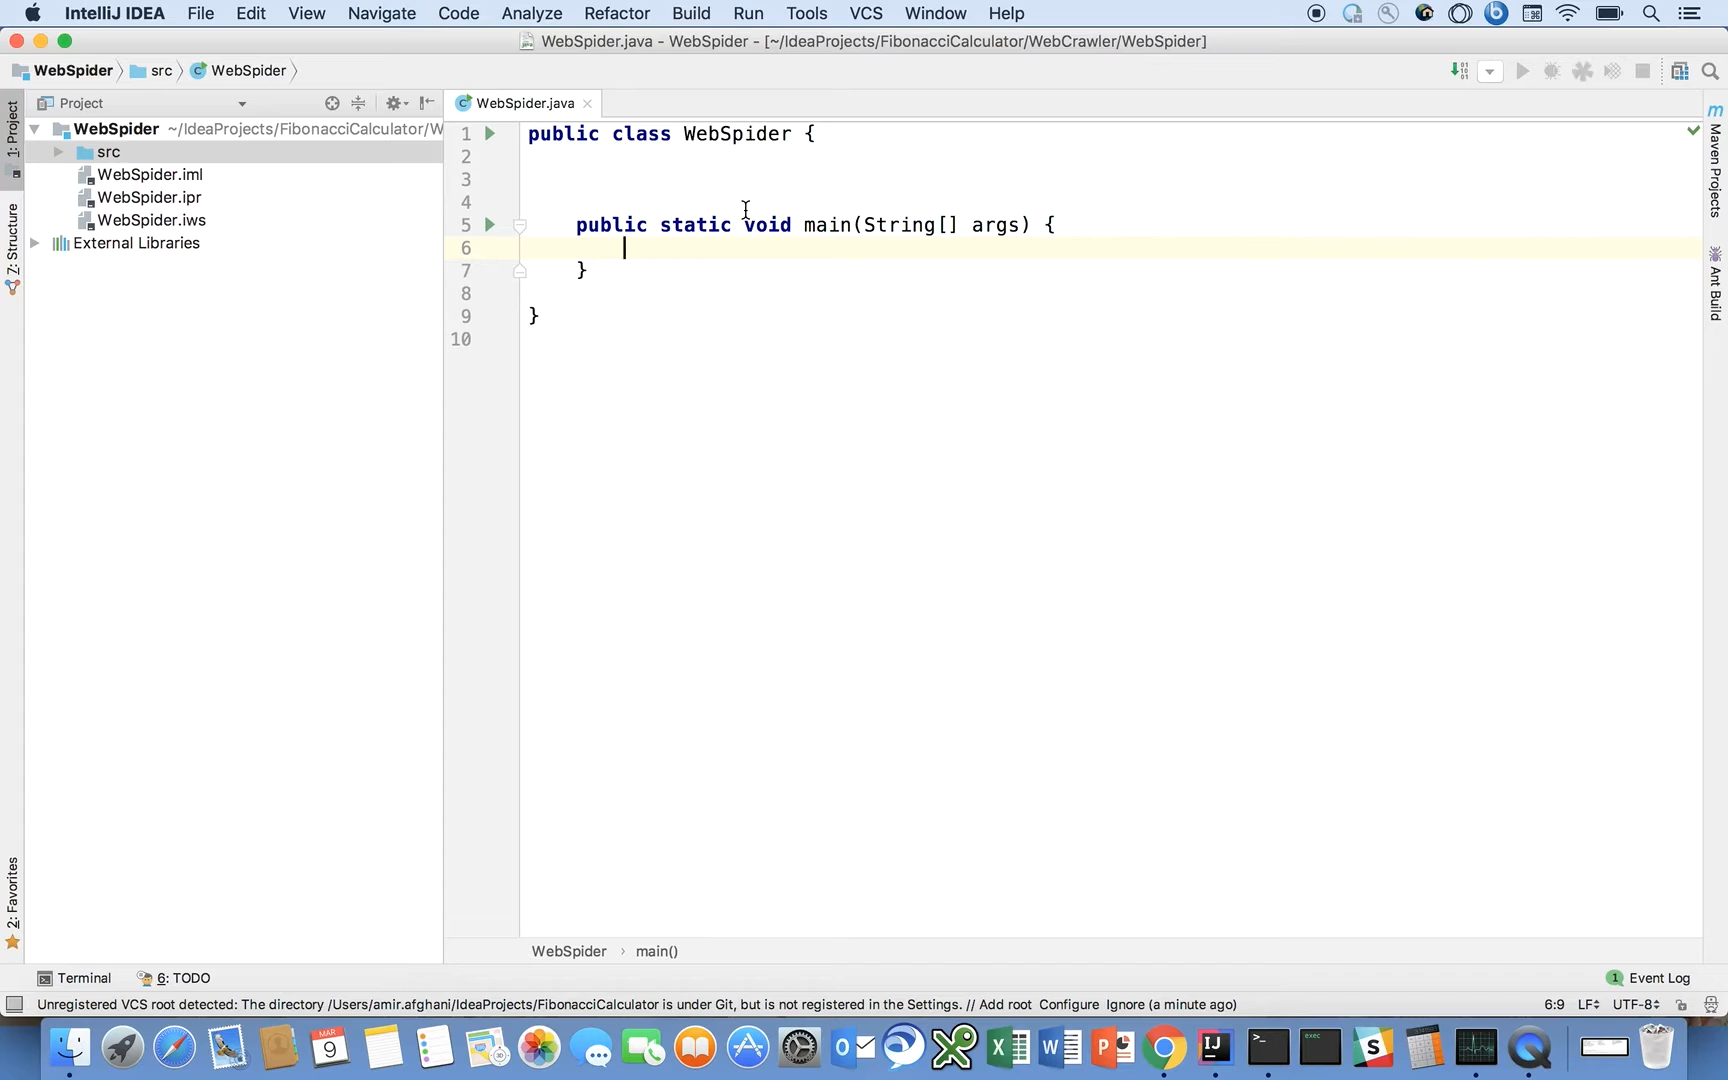 IntelliJ IDEA File Edit View Navigate Code Analyze Refactor Build Run Tools VCS Window Help
WebSpider.java - WebSpider - [~/IdeaProjects/FibonacciCalculator/WebCrawler/WebSpider]
WebSpider src WebSpider
Project
WebSpider.java
WebSpider ~/IdeaProjects/FibonacciCalculator/W
src
WebSpider.iml
WebSpider.ipr
WebSpider.iws
External Libraries
1: Project
7: Structure
2: Favorites
1 public class WebSpider {
2
3
4
5 public static void main(String[] args) {
6
7 }
8
9 }
10
Maven Projects
Ant Build
WebSpider › main()
Terminal 6: TODO
1 Event Log
Unregistered VCS root detected: The directory /Users/amir.afghani/IdeaProjects/FibonacciCalculator is under Git, but is not registered in the Settings. // Add root Configure Ignore (a minute ago)
6:9 LF UTF-8
MAR
9